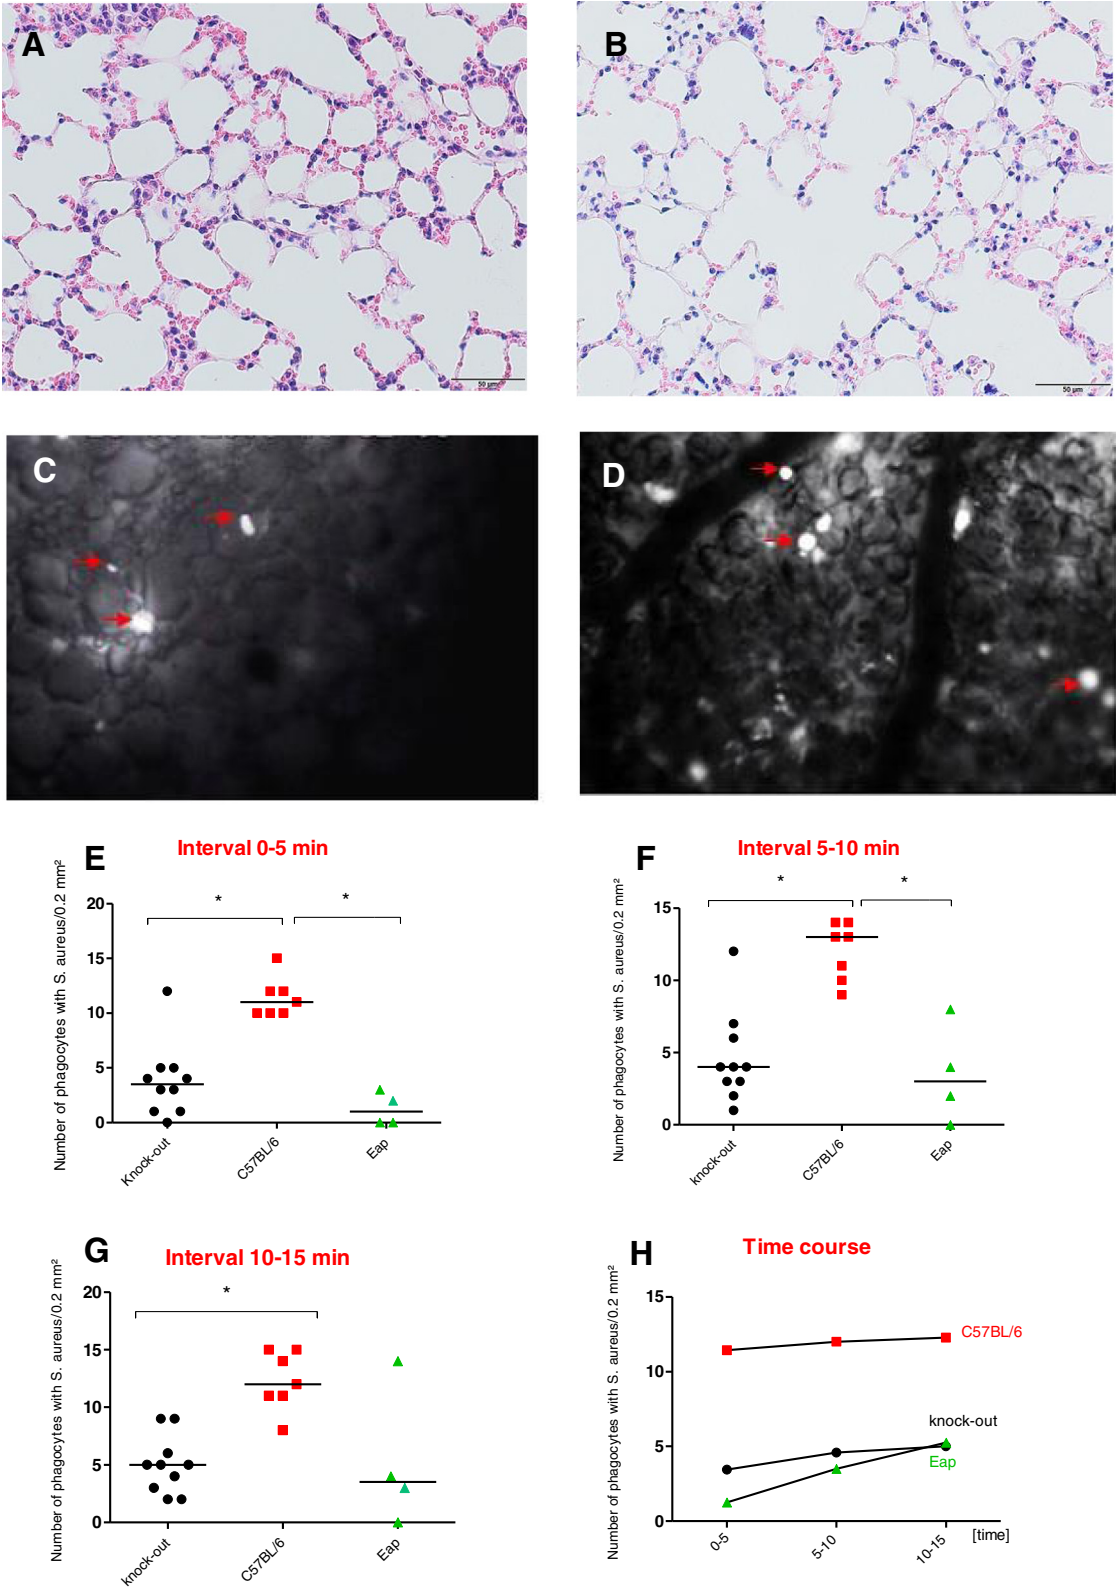 A
B
50 µm
50 µm
C
D
E
Interval 0-5 min
Number of phagocytes with S. aureus/0.2 mm²
20
15
10
5
0
*
*
Knock-out
C57BL/6
Eap
F
Interval 5-10 min
Number of phagocytes with S. aureus/0.2 mm²
15
10
5
0
*
*
knock-out
C57BL/6
Eap
G
Interval 10-15 min
Number of phagocytes with S. aureus/0.2 mm²
20
15
10
5
0
*
knock-out
C57BL/6
Eap
H
Time course
Number of phagocytes with S. aureus/0.2 mm²
15
10
5
0
C57BL/6
knock-out
Eap
0-5
5-10
10-15
[time]